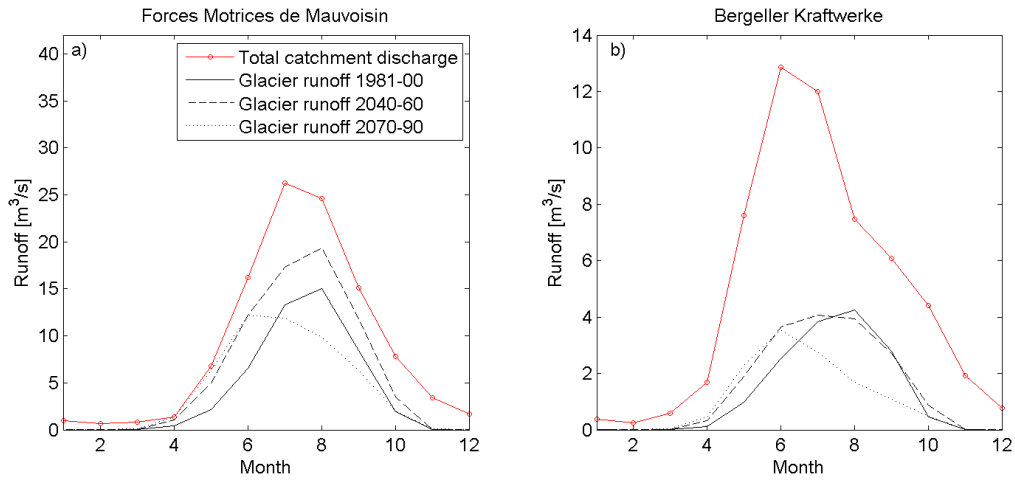 Forces Motrices de Mauvoisin
a)
Total catchment discharge
Glacier runoff 1981-00
Glacier runoff 2040-60
Glacier runoff 2070-90
Runoff [m³/s]
40
35
30
25
20
15
10
5
0
2 4 6 8 10 12
Month
Bergeller Kraftwerke
b)
Runoff [m³/s]
14
12
10
8
6
4
2
0
2 4 6 8 10 12
Month